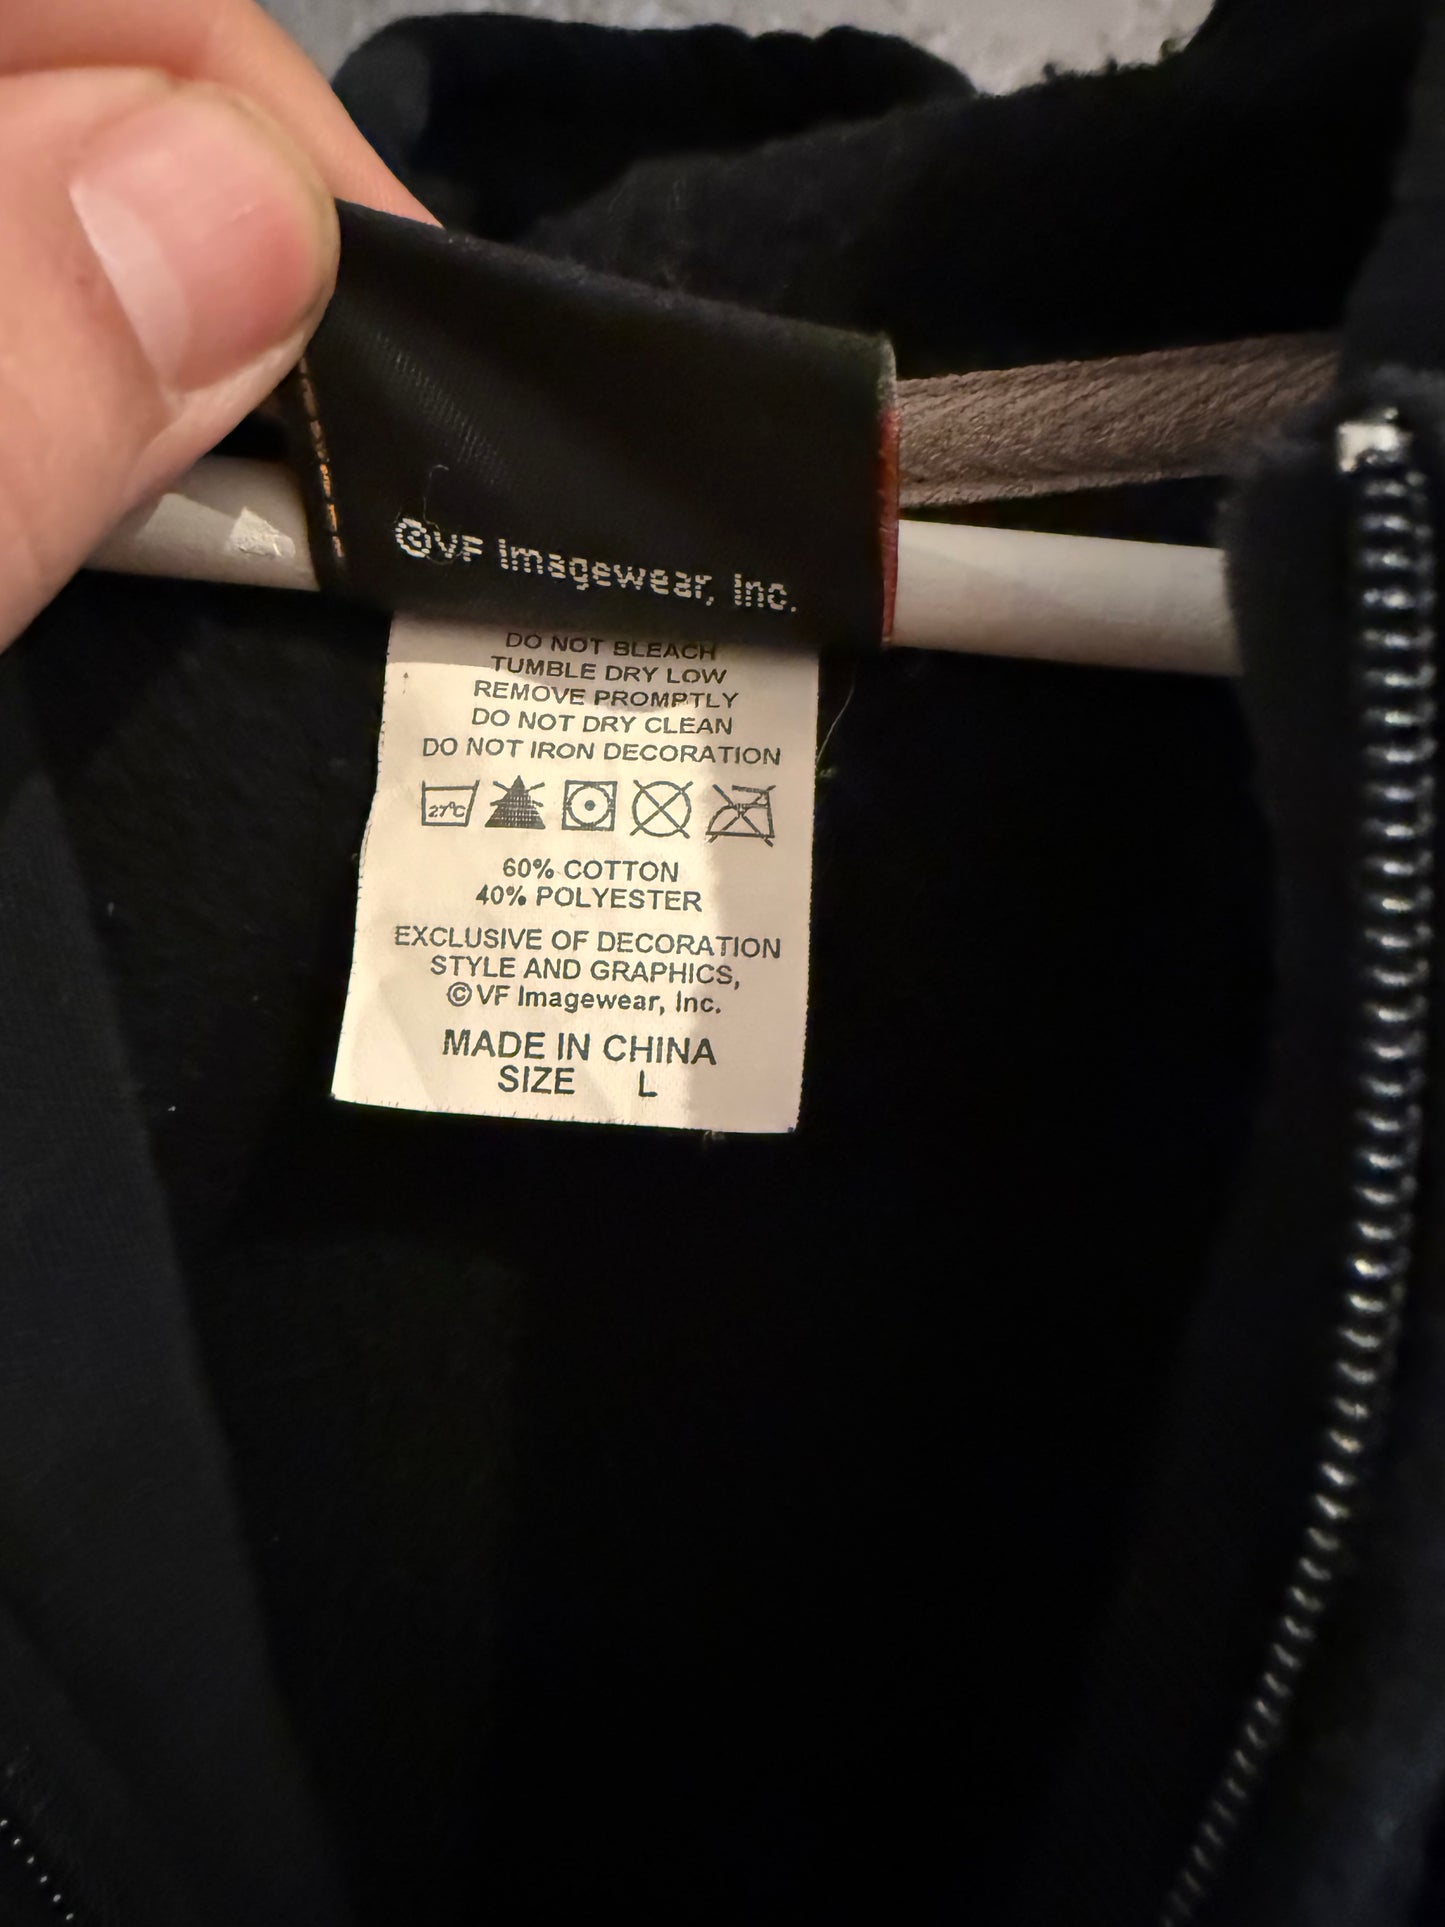 ©VF Imagewear, Inc.
DO NOT BLEACH
TUMBLE DRY LOW
REMOVE PROMPTLY
DO NOT DRY CLEAN
DO NOT IRON DECORATION
27°C
60% COTTON
40% POLYESTER
EXCLUSIVE OF DECORATION
STYLE AND GRAPHICS,
©VF Imagewear, Inc.
MADE IN CHINA
SIZE L